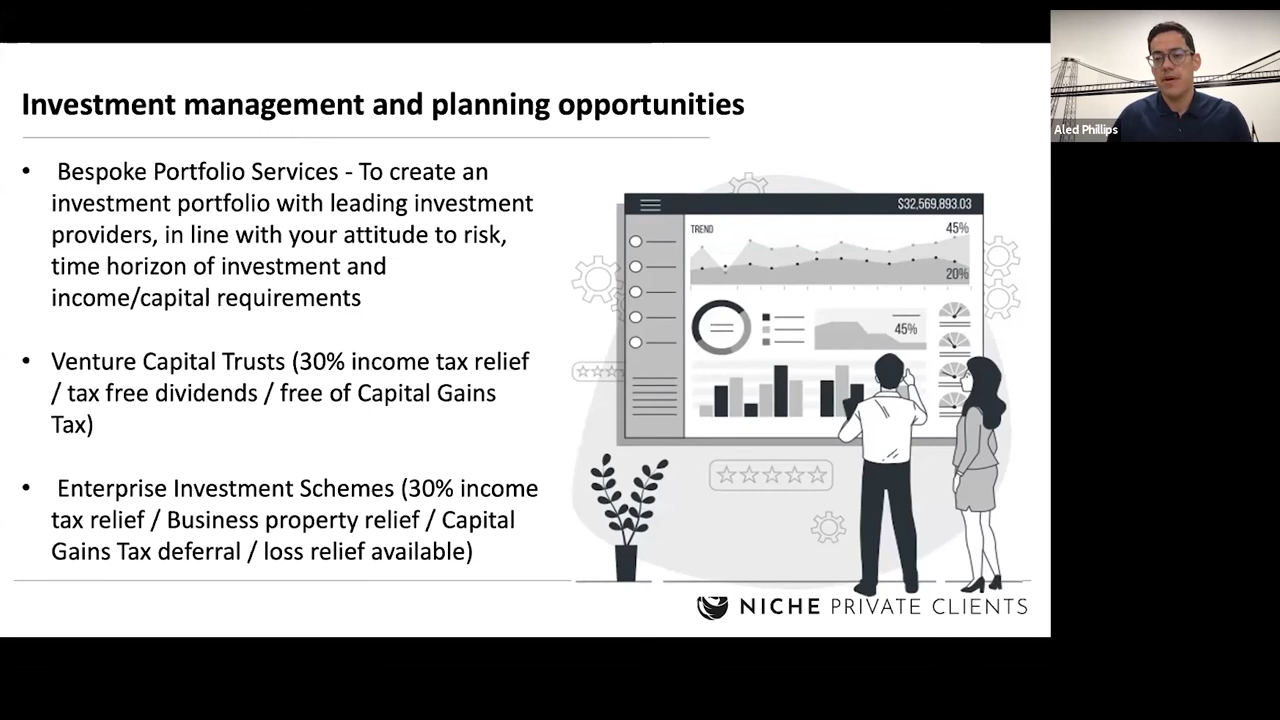 Investment management and planning opportunities
• Bespoke Portfolio Services - To create an
investment portfolio with leading investment
providers, in line with your attitude to risk,
time horizon of investment and
income/capital requirements
• Venture Capital Trusts (30% income tax relief
/ tax free dividends / free of Capital Gains
Tax)
• Enterprise Investment Schemes (30% income
tax relief / Business property relief / Capital
Gains Tax deferral / loss relief available)
$32,569,893.03
TREND
45%
20%
45%
NICHE PRIVATE CLIENTS
Aled Phillips